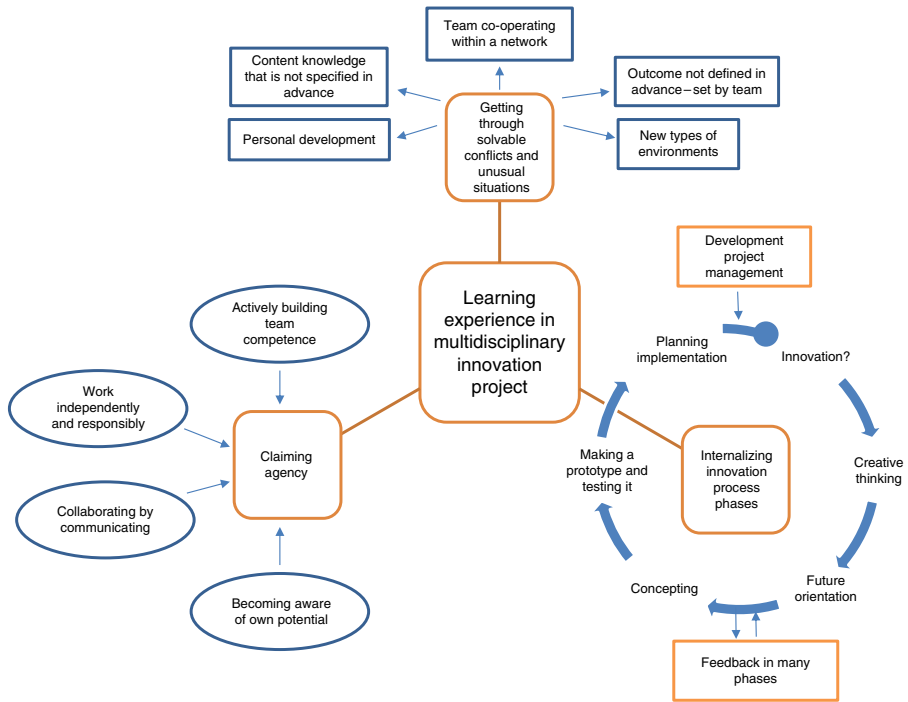 Team co-operating
within a network
Content knowledge
that is not specified in
advance
Outcome not defined in
advance–set by team
Personal development
New types of
environments
Getting
through
solvable
conflicts and
unusual
situations
Development
project
management
Learning
experience in
multidisciplinary
innovation
project
Actively building
team
competence
Work
independently
and responsibly
Collaborating by
communicating
Claiming
agency
Becoming aware
of own potential
Planning
implementation
Innovation?
Creative
thinking
Making a
prototype and
testing it
Internalizing
innovation
process
phases
Concepting
Future
orientation
Feedback in many
phases